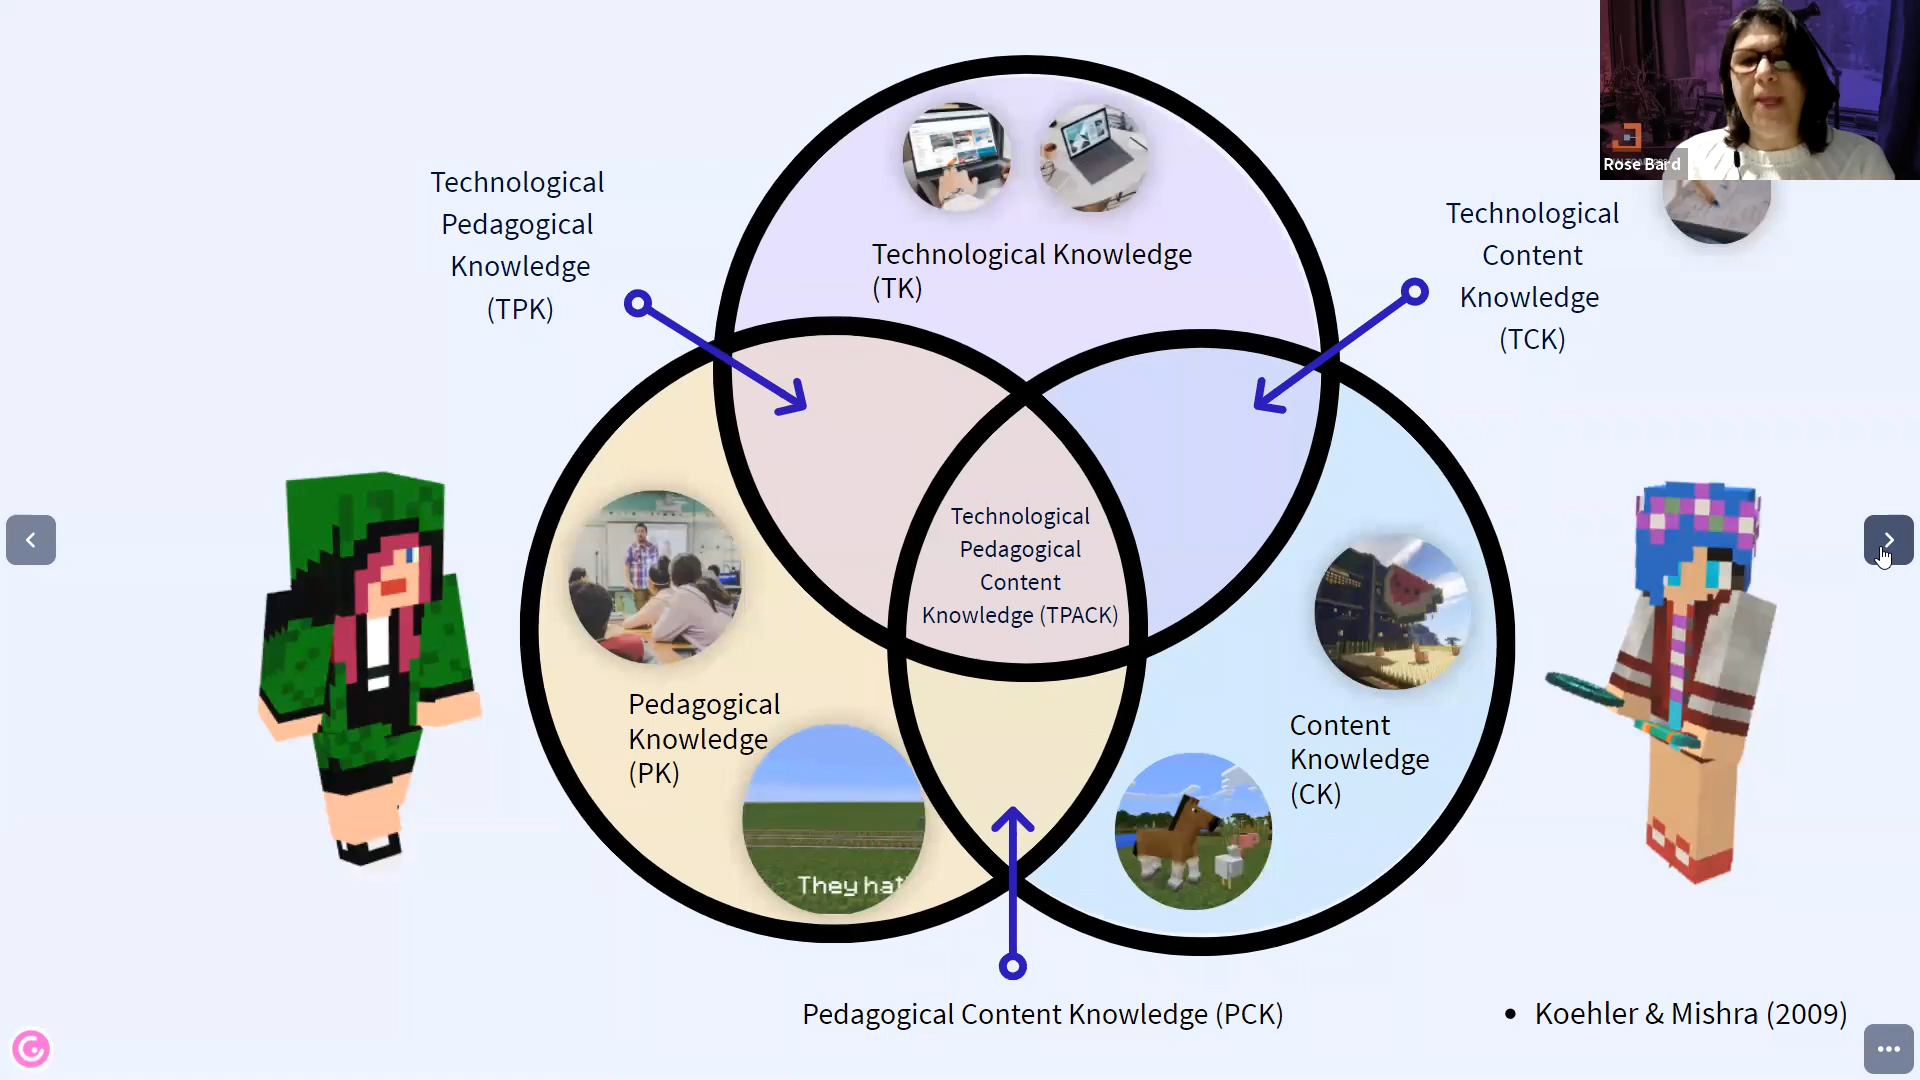 Rose Bard
Technological
Pedagogical
Knowledge
(TPK)
Technological Knowledge
(TK)
Technological
Content
Knowledge
(TCK)
Technological
Pedagogical
Content
Knowledge (TPACK)
Pedagogical
Knowledge
(PK)
They hat
Content
Knowledge
(CK)
Pedagogical Content Knowledge (PCK)
• Koehler & Mishra (2009)